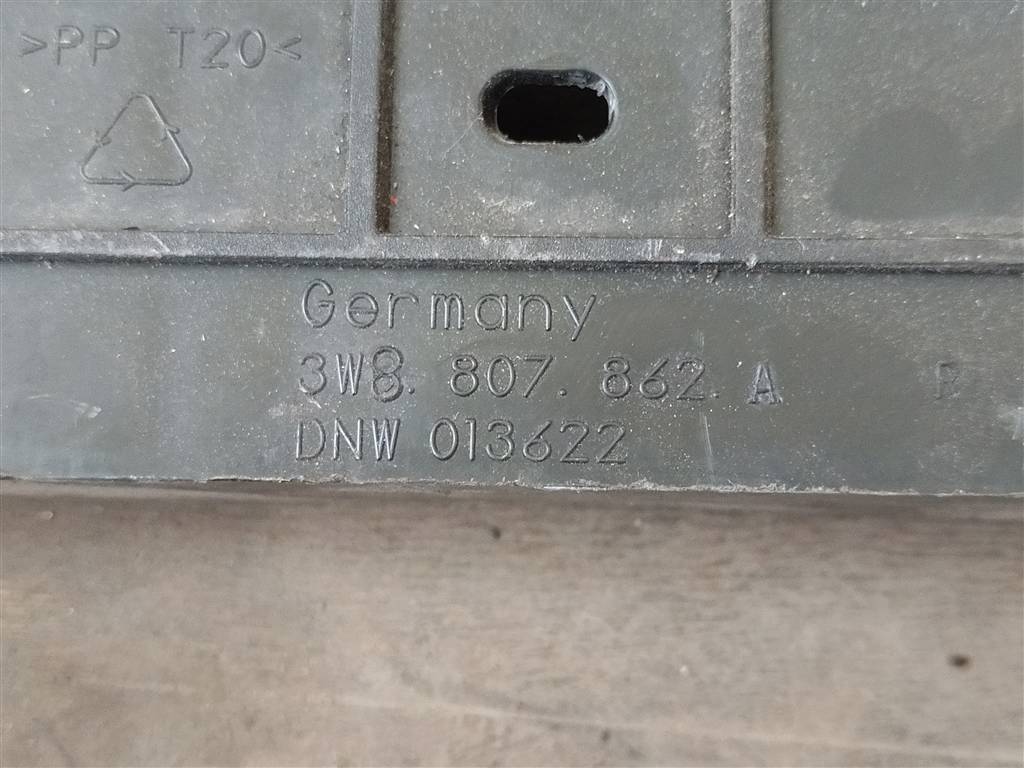 >PP T20<
Germany
3W8. 807. 862. A
DNW 013622